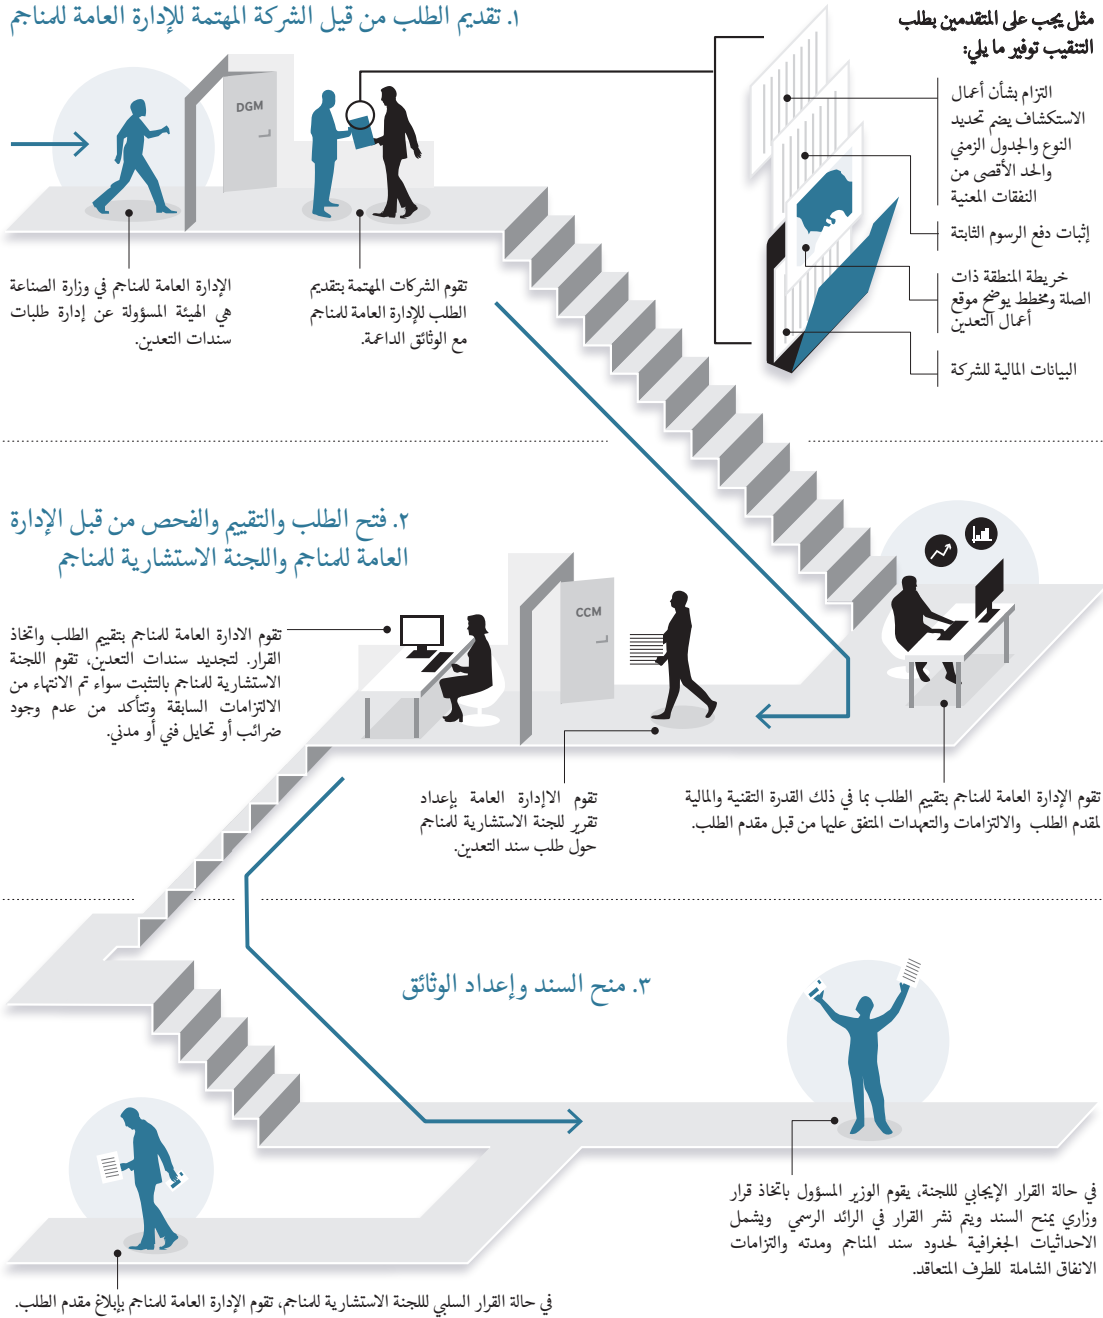 ١. تقديم الطلب من قبل الشركة المهتمة للإدارة العامة للمناجم
DGM
الإدارة العامة للمناجم في وزارة الصناعة
هي الهيئة المسؤولة عن إدارة طلبات
سندات التعدين.
تقوم الشركات المهتمة بتقديم
الطلب للإدارة العامة للمناجم
مع الوثائق الداعمة.
مثل يجب على المتقدمين بطلب
التنقيب توفير ما يلي:
التزام بشأن أعمال
الاستكشاف يضم تحديد
النوع والجدول الزمني
والحد الأقصى من
النفقات المعنية
إثبات دفع الرسوم الثابتة
خريطة المنطقة ذات
الصلة ومخطط يوضح موقع
أعمال التعدين
البيانات المالية للشركة
٢. فتح الطلب والتقييم والفحص من قبل الإدارة
العامة للمناجم واللجنة الاستشارية للمناجم
CCM
تقوم الادارة العامة للمناجم بتقييم الطلب واتخاذ
القرار. لتجديد سندات التعدين، تقوم اللجنة
الاستشارية للمناجم بالتثبت سواء تم الانتهاء من
الالتزامات السابقة وتتأكد من عدم وجود
ضرائب أو تحايل فني أو مدني.
تقوم الإدارة العامة للمناجم بتقييم الطلب بما في ذلك القدرة التقنية والمالية
لمقدم الطلب والالتزامات والتعهدات المتفق عليها من قبل مقدم الطلب.
تقوم الاإدارة العامة بإعداد
تقرير للجنة الاستشارية للمناجم
حول طلب سند التعدين.
٣. منح السند وإعداد الوثائق
في حالة القرار الإيجابي لللجنة، يقوم الوزير المسؤول باتخاذ قرار
وزاري يمنح السند ويتم نشر القرار في الرائد الرسمي ويشمل
الاحداثيات الجغرافية لحدود سند المناجم ومدته والتزامات
الانفاق الشاملة للطرف المتعاقد.
في حالة القرار السلبي لللجنة الاستشارية للمناجم، تقوم الإدارة العامة للمناجم بإبلاغ مقدم الطلب.